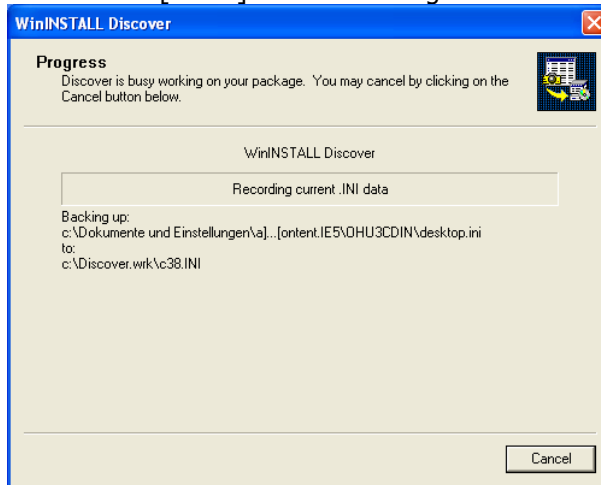 WinINSTALL Discover
Progress
Discover is busy working on your package. You may cancel by clicking on the
Cancel button below.
WinINSTALL Discover
Recording current .INI data
Backing up:
c:\Dokumente und Einstellungen\a]...[ontent.IE5\OHU3CDIN\desktop.ini
to:
c:\Discover.wrk\c38.INI
Cancel